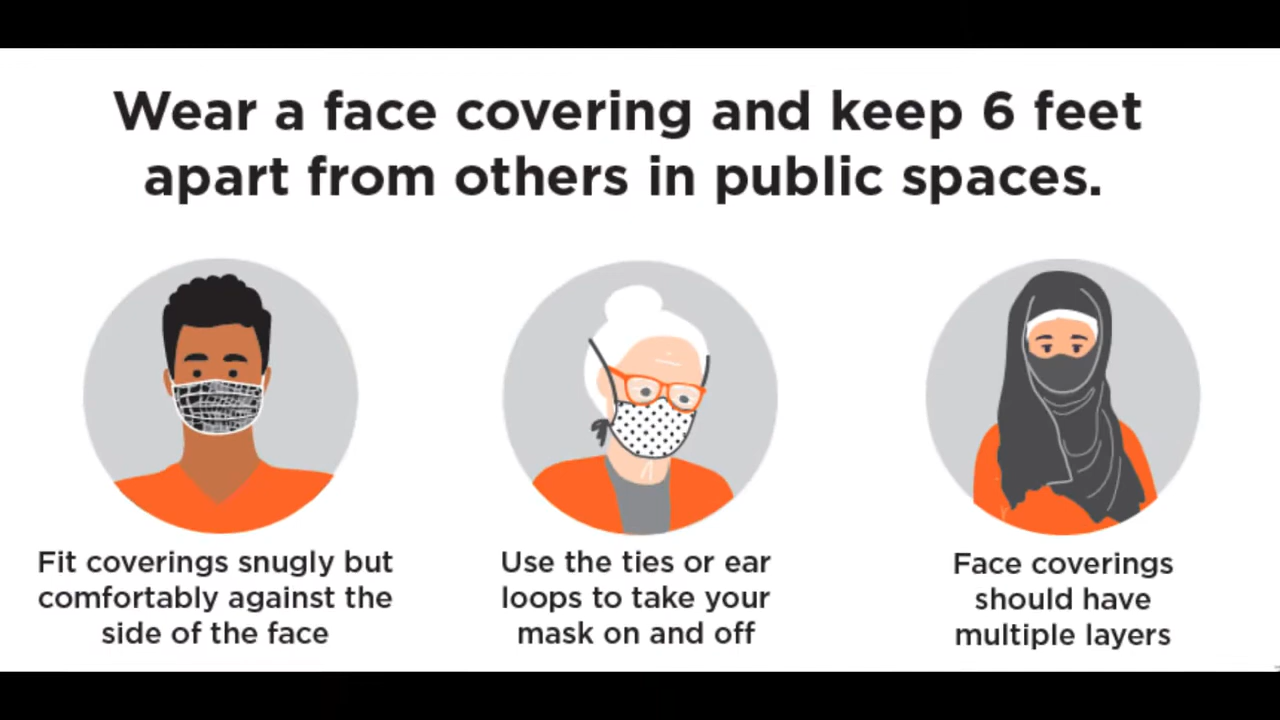 Wear a face covering and keep 6 feet
apart from others in public spaces.
Fit coverings snugly but
comfortably against the
side of the face
Use the ties or ear
loops to take your
mask on and off
Face coverings
should have
multiple layers